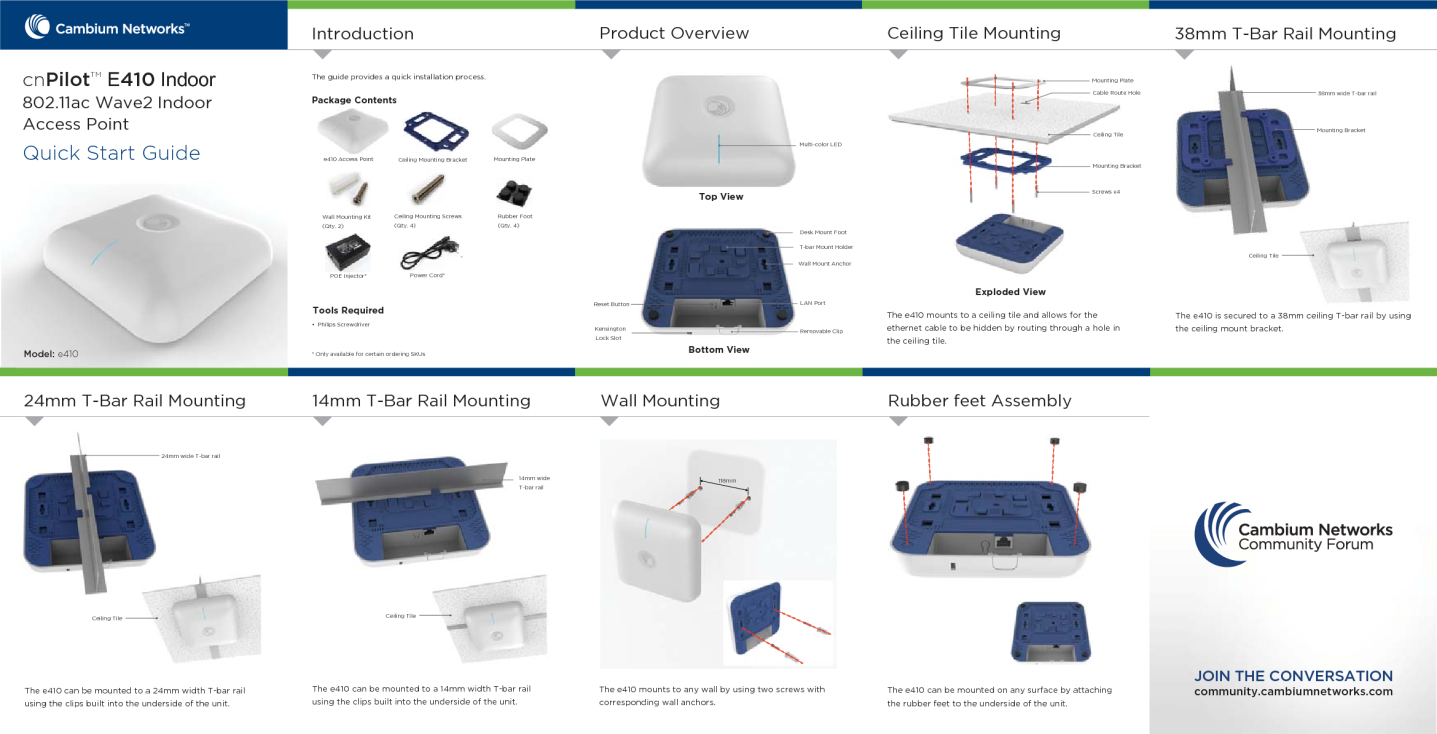 Cambium Networks™
cnPilot™ E410 Indoor
802.11ac Wave2 Indoor
Access Point
Quick Start Guide
Model: e410
Introduction
The guide provides a quick installation process.
Package Contents
e410 Access Point
Ceiling Mounting Bracket
Mounting Plate
Wall Mounting Kit
(Qty. 2)
Ceiling Mounting Screws
(Qty. 4)
Rubber Foot
(Qty. 4)
POE Injector*
Power Cord*
Tools Required
• Philips Screwdriver
* Only available for certain ordering SKUs
Product Overview
Multi-color LED
Top View
Desk Mount Foot
T-bar Mount Holder
Wall Mount Anchor
Reset Button
LAN Port
Kensington
Lock Slot
Removable Clip
Bottom View
Ceiling Tile Mounting
Mounting Plate
Cable Route Hole
Ceiling Tile
Mounting Bracket
Screws x4
Exploded View
The e410 mounts to a ceiling tile and allows for the
ethernet cable to be hidden by routing through a hole in
the ceiling tile.
38mm T-Bar Rail Mounting
38mm wide T-bar rail
Mounting Bracket
Ceiling Tile
The e410 is secured to a 38mm ceiling T-bar rail by using
the ceiling mount bracket.
24mm T-Bar Rail Mounting
24mm wide T-bar rail
Ceiling Tile
The e410 can be mounted to a 24mm width T-bar rail
using the clips built into the underside of the unit.
14mm T-Bar Rail Mounting
14mm wide
T-bar rail
Ceiling Tile
The e410 can be mounted to a 14mm width T-bar rail
using the clips built into the underside of the unit.
Wall Mounting
118mm
The e410 mounts to any wall by using two screws with
corresponding wall anchors.
Rubber feet Assembly
The e410 can be mounted on any surface by attaching
the rubber feet to the underside of the unit.
Cambium Networks
Community Forum
JOIN THE CONVERSATION
community.cambiumnetworks.com